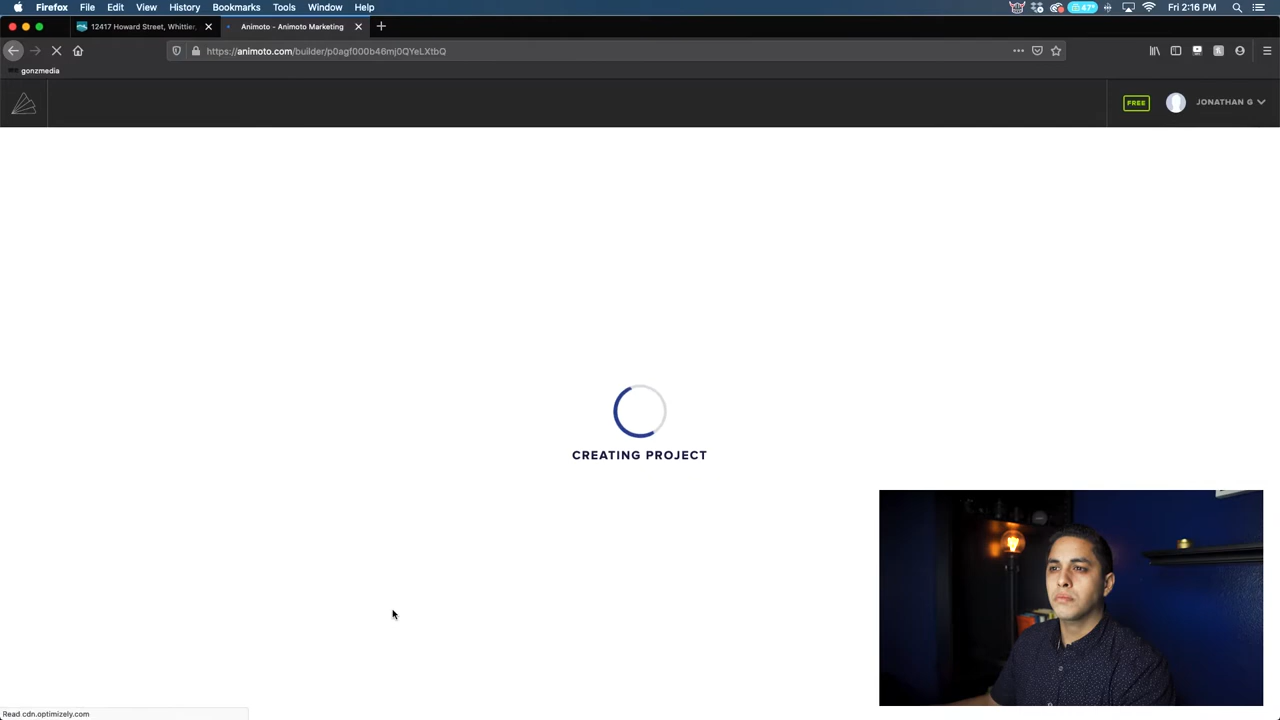 Firefox File Edit View History Bookmarks Tools Window Help 47° Fri 2:16 PM
12417 Howard Street, Whittier, Animoto - Animoto Marketing
https://animoto.com/builder/p0agf000b46mj0QYeLXtbQ
gonzmedia
FREE JONATHAN G
CREATING PROJECT
Read cdn.optimizely.com